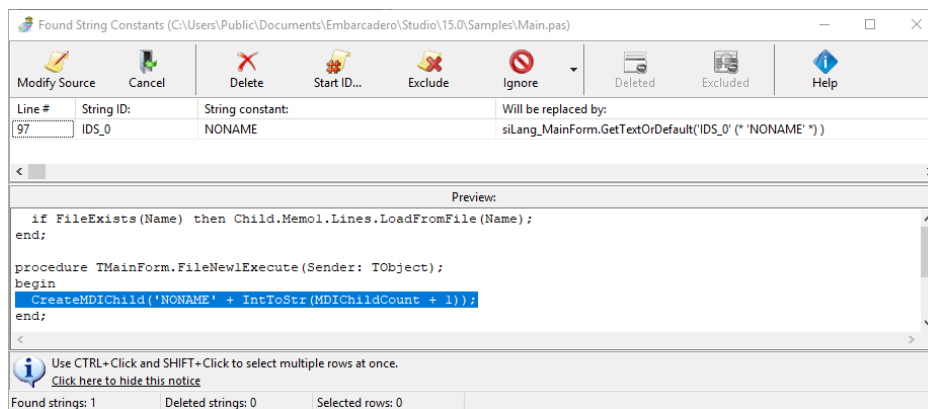 Found String Constants (C:\Users\Public\Documents\Embarcadero\Studio\15.0\Samples\Main.pas)
Modify Source Cancel Delete Start ID... Exclude Ignore Deleted Excluded Help
Line # String ID: String constant: Will be replaced by:
97 IDS_0 NONAME siLang_MainForm.GetTextOrDefault('IDS_0' (* 'NONAME' *) )
Preview:
if FileExists(Name) then Child.Memo1.Lines.LoadFromFile(Name);
end;
procedure TMainForm.FileNew1Execute(Sender: TObject);
begin
CreateMDIChild('NONAME' + IntToStr(MDIChildCount + 1));
end;
Use CTRL+Click and SHIFT+Click to select multiple rows at once.
Click here to hide this notice
Found strings: 1 Deleted strings: 0 Selected rows: 0